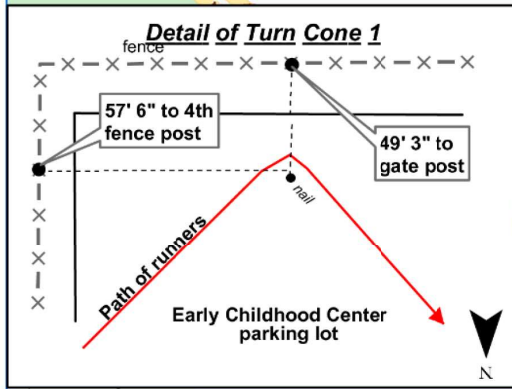 Detail of Turn Cone 1
fence
57' 6" to 4th
fence post
49' 3" to
gate post
nail
Path of runners
Early Childhood Center
parking lot
N